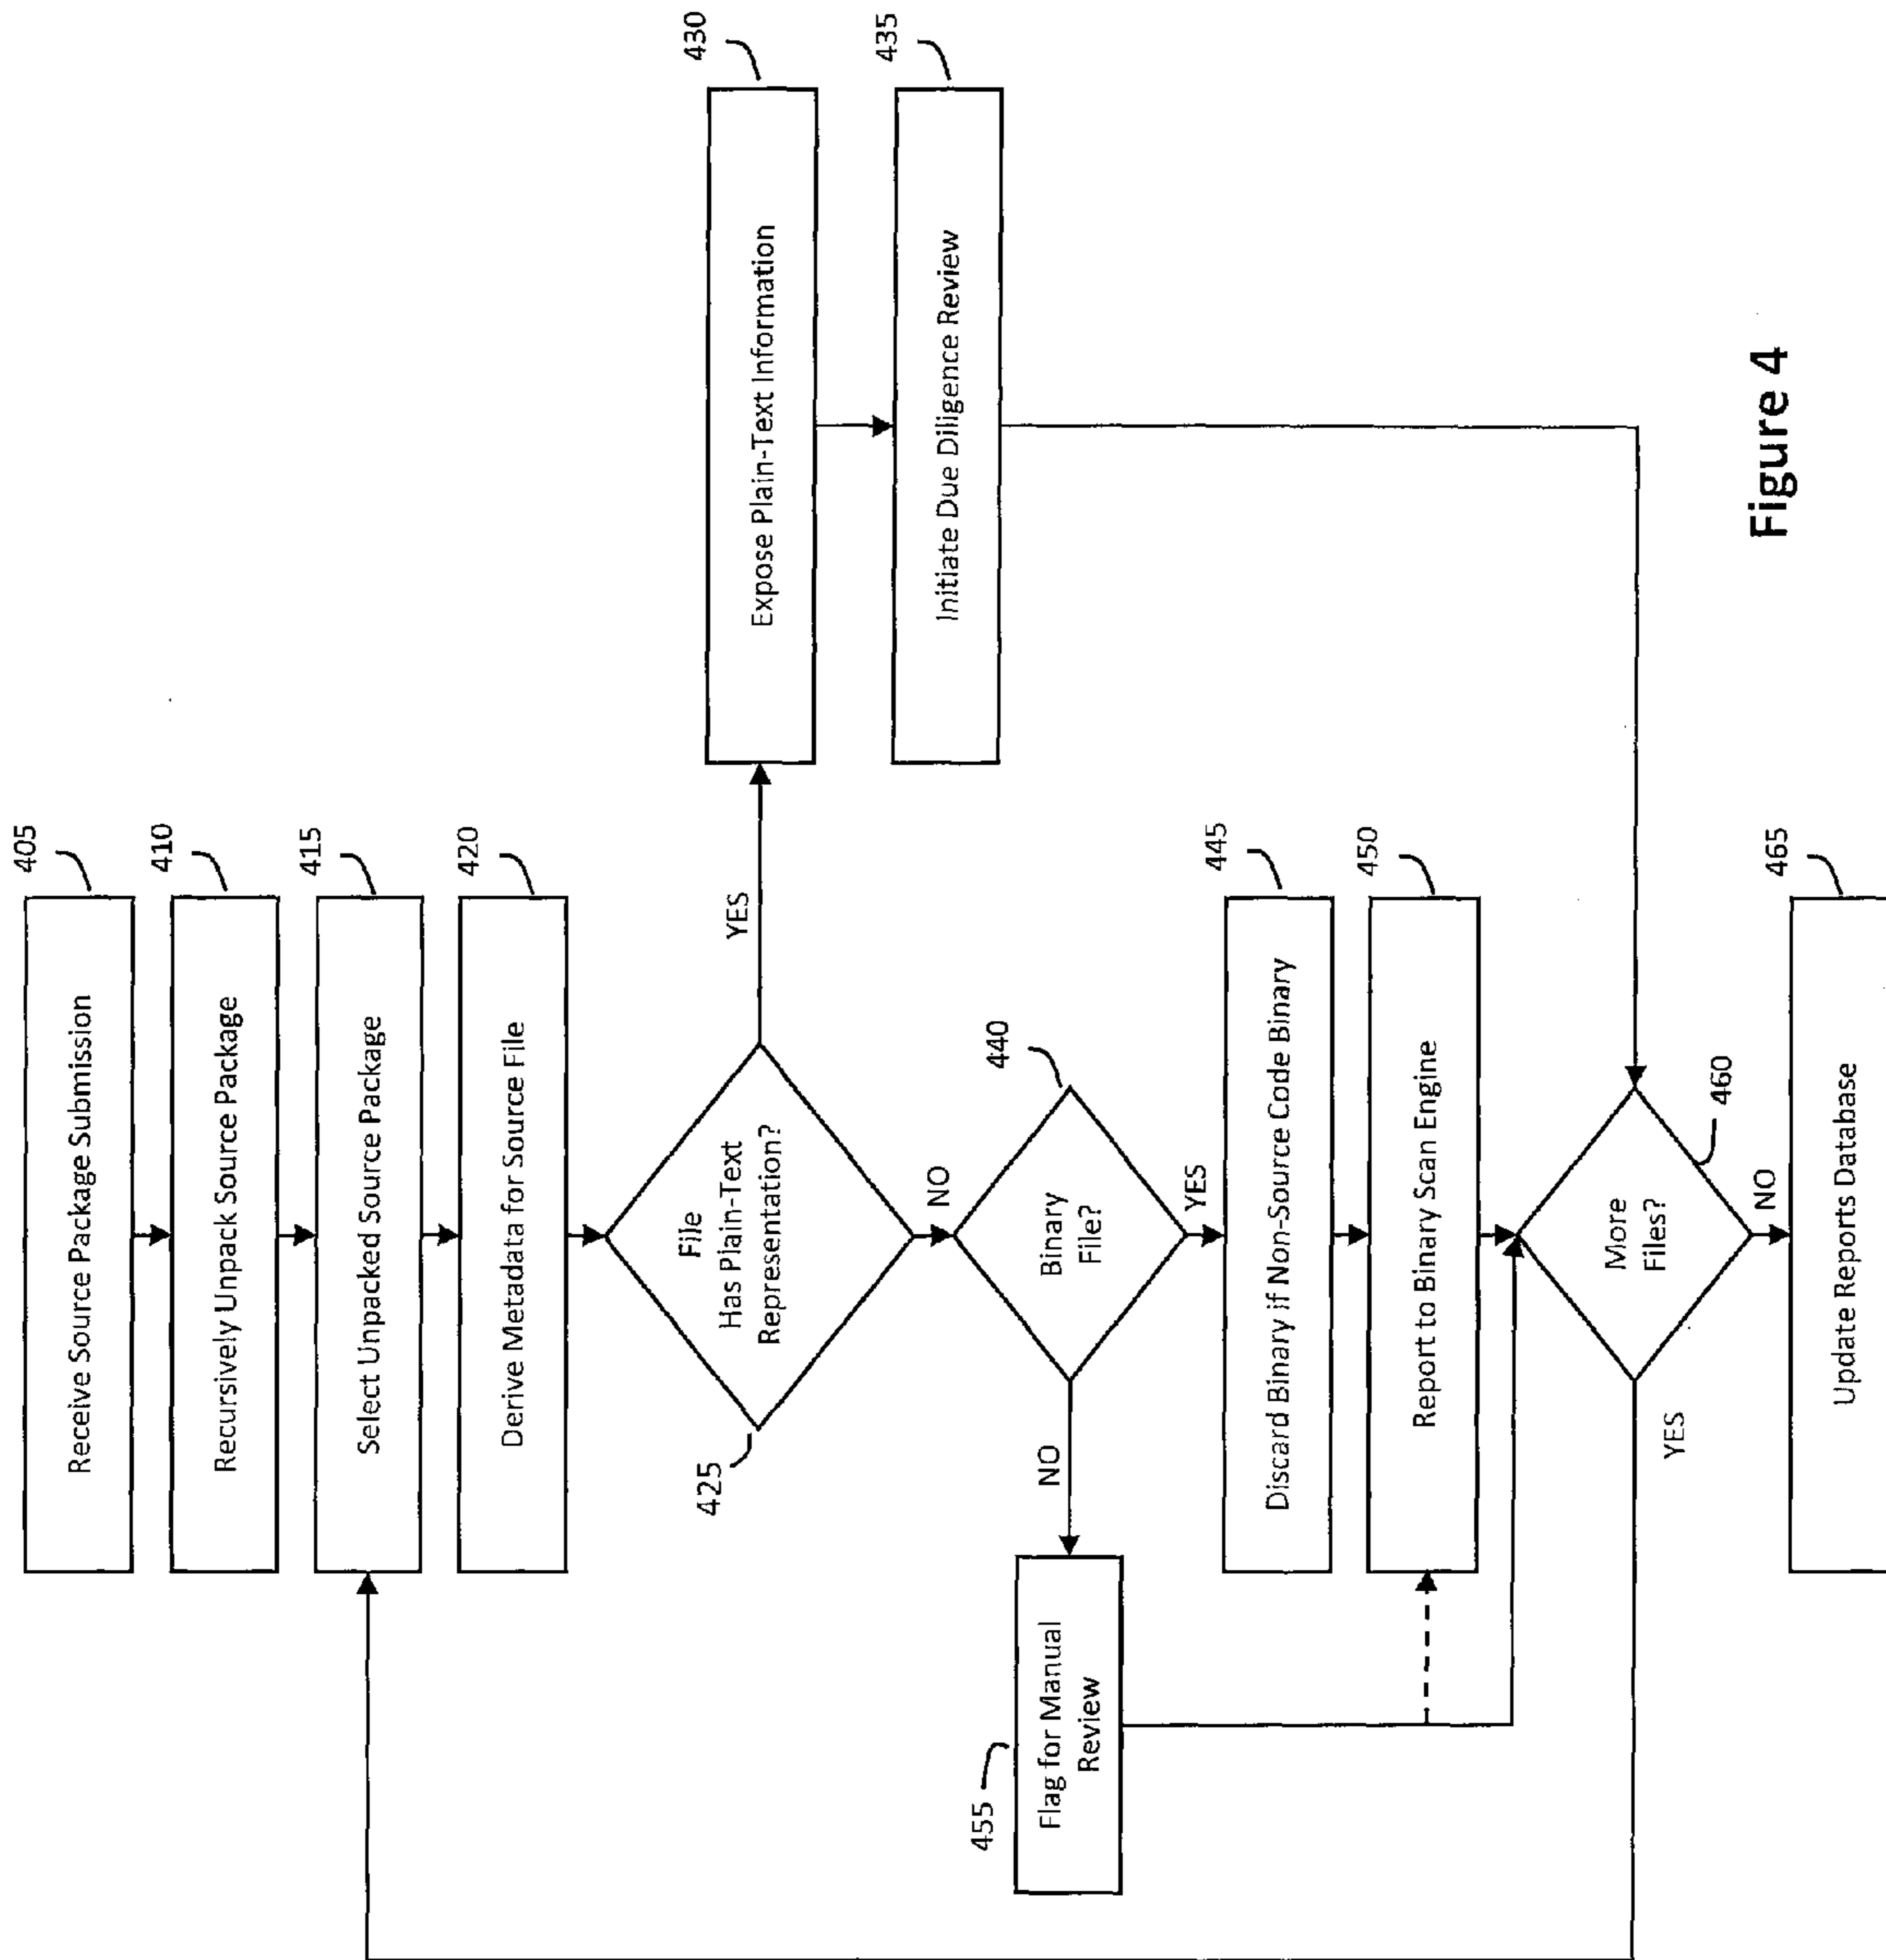 405
Receive Source Package Submission
410
Recursively Unpack Source Package
415
Select Unpacked Source Package
420
Derive Metadata for Source File
File
Has Plain-Text
Representation?
425
YES
NO
430
Expose Plain-Text Information
435
Initiate Due Diligence Review
440
Binary
File?
NO
YES
455
Flag for Manual
Review
445
Discard Binary if Non-Source Code Binary
450
Report to Binary Scan Engine
460
More
Files?
YES
NO
465
Update Reports Database
Figure 4